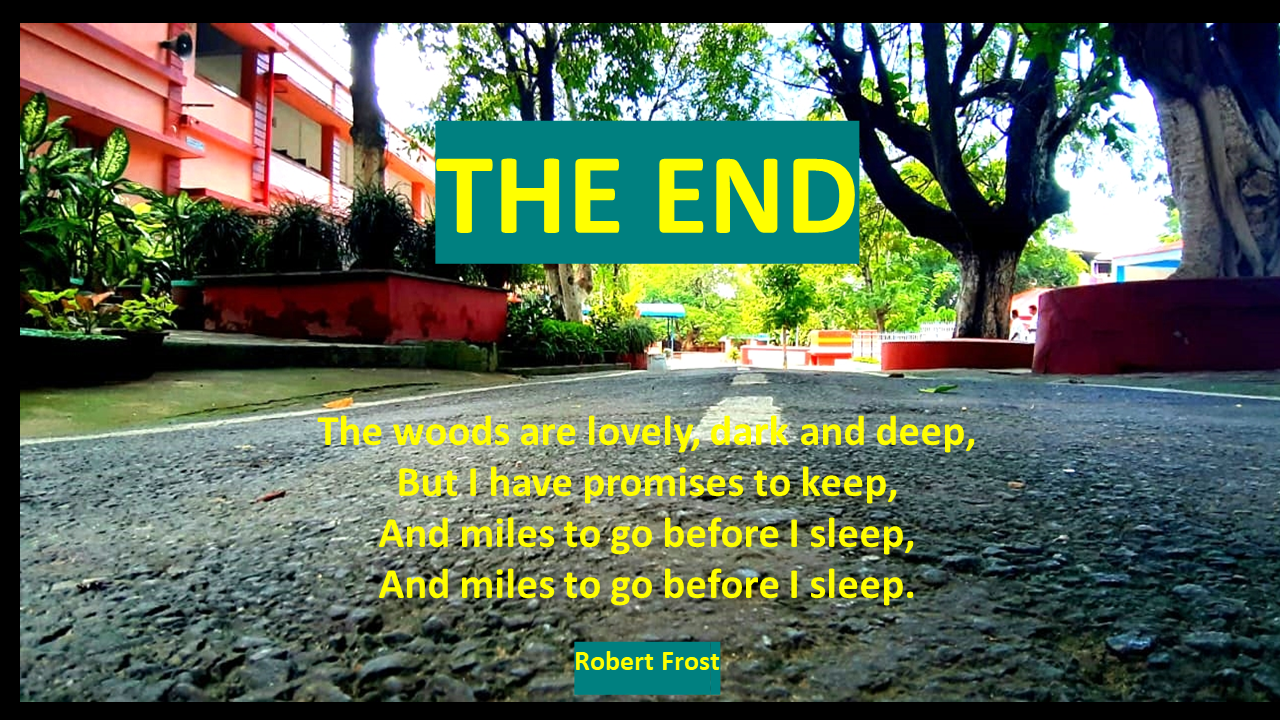 THE END
The woods are lovely, dark and deep,
But I have promises to keep,
And miles to go before I sleep,
And miles to go before I sleep.
Robert Frost